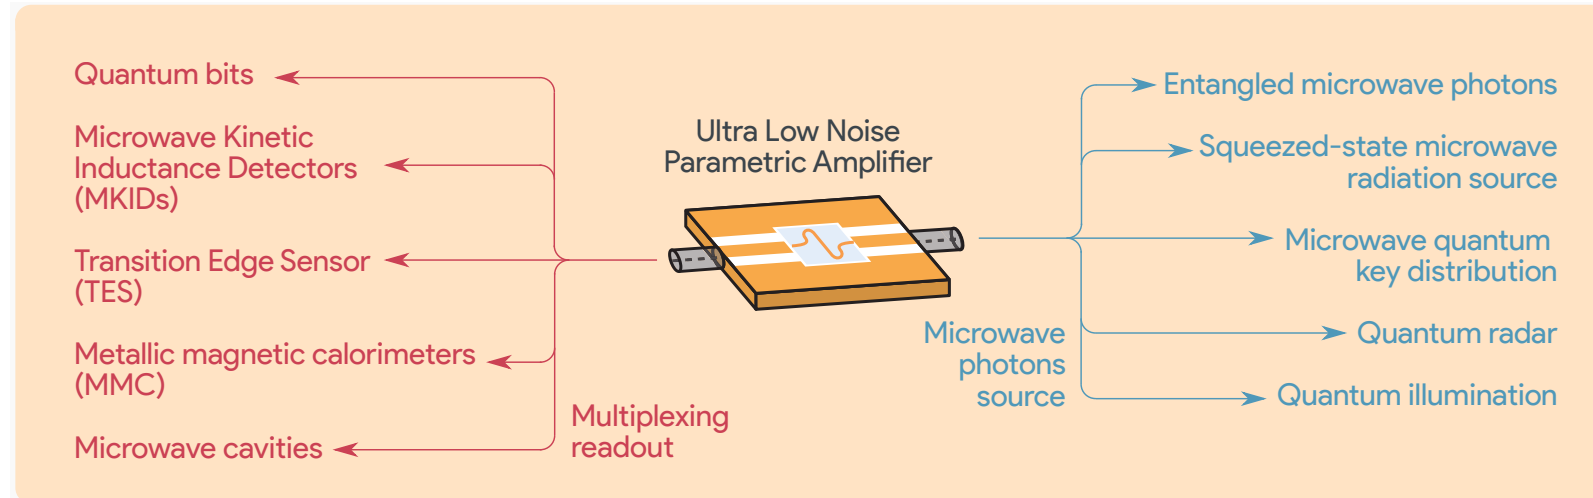 Quantum bits
Microwave Kinetic
Inductance Detectors
(MKIDs)
Transition Edge Sensor
(TES)
Metallic magnetic calorimeters
(MMC)
Microwave cavities
Multiplexing
readout
Ultra Low Noise
Parametric Amplifier
Microwave
photons
source
Entangled microwave photons
Squeezed-state microwave
radiation source
Microwave quantum
key distribution
Quantum radar
Quantum illumination